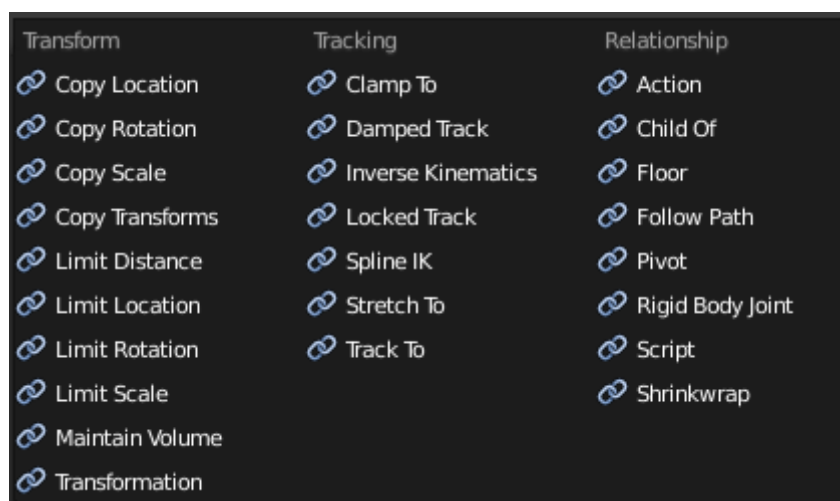 Transform
Copy Location
Copy Rotation
Copy Scale
Copy Transforms
Limit Distance
Limit Location
Limit Rotation
Limit Scale
Maintain Volume
Transformation
Tracking
Clamp To
Damped Track
Inverse Kinematics
Locked Track
Spline IK
Stretch To
Track To
Relationship
Action
Child Of
Floor
Follow Path
Pivot
Rigid Body Joint
Script
Shrinkwrap